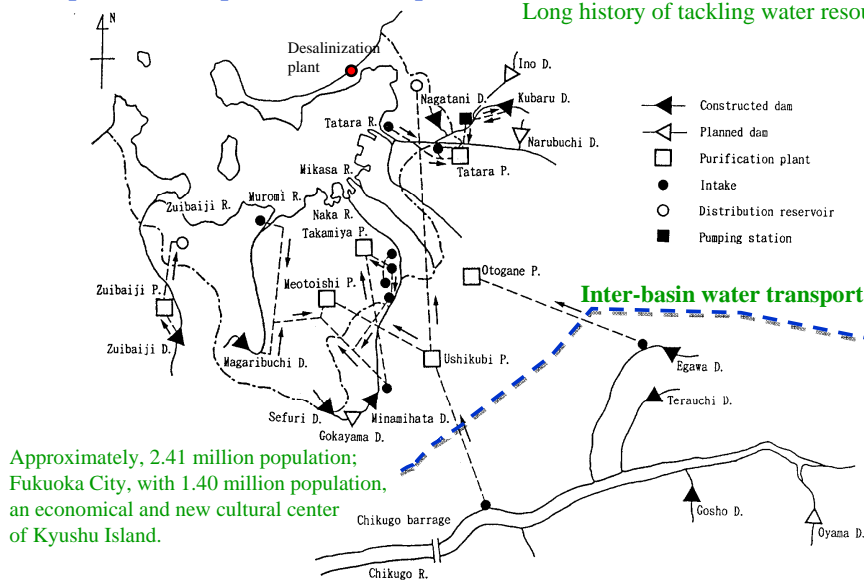 Long history of tackling water resou
N
Desalinization
plant
Ino D.
Nagatani D.
Kubaru D.
Tatara R.
Narubuchi D.
Tatara P.
Mikasa R.
Muromi R.
Zuibaiji R.
Naka R.
Takamiya P.
Otogane P.
Meotoishi P.
Zuibaiji P.
Zuibaiji D.
Magaribuchi D.
Ushikubi P.
Sefuri D.
Minamihata D.
Gokayama D.
Constructed dam
Planned dam
Purification plant
Intake
Distribution reservoir
Pumping station
Inter-basin water transport
Egawa D.
Terauchi D.
Approximately, 2.41 million population;
Fukuoka City, with 1.40 million population,
an economical and new cultural center
of Kyushu Island.
Chikugo barrage
Gosho D.
Oyama D.
Chikugo R.